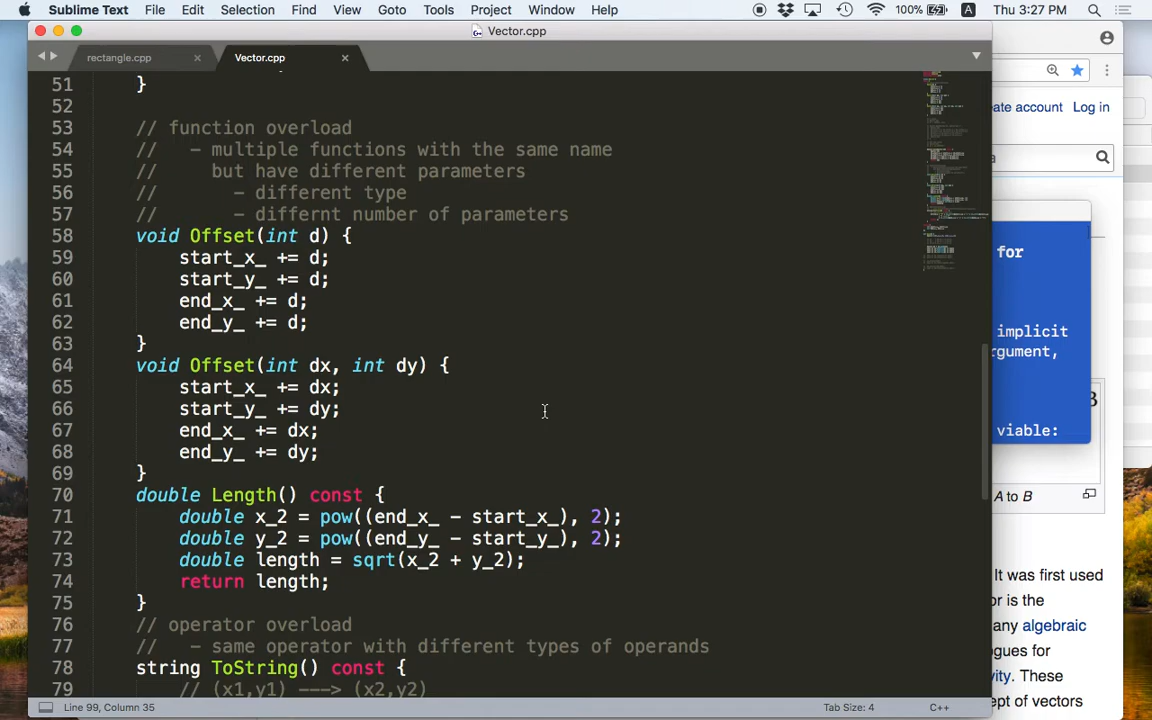 Sublime Text File Edit Selection Find View Goto Tools Project Window Help 100% A Thu 3:27 PM
Vector.cpp
rectangle.cpp × Vector.cpp ×
51 }
52
53 // function overload
54 // - multiple functions with the same name
55 // but have different parameters
56 // - different type
57 // - differnt number of parameters
58 void Offset(int d) {
59 start_x_ += d;
60 start_y_ += d;
61 end_x_ += d;
62 end_y_ += d;
63 }
64 void Offset(int dx, int dy) {
65 start_x_ += dx;
66 start_y_ += dy;
67 end_x_ += dx;
68 end_y_ += dy;
69 }
70 double Length() const {
71 double x_2 = pow((end_x_ - start_x_), 2);
72 double y_2 = pow((end_y_ - start_y_), 2);
73 double length = sqrt(x_2 + y_2);
74 return length;
75 }
76 // operator overload
77 // - same operator with different types of operands
78 string ToString() const {
79 // (x1,y1) ---> (x2,y2)
Line 99, Column 35 Tab Size: 4 C++
eate account Log in
a
for
implicit
rgument,
B
viable:
A to B
It was first used
or is the
any algebraic
ogues for
vity. These
ept of vectors